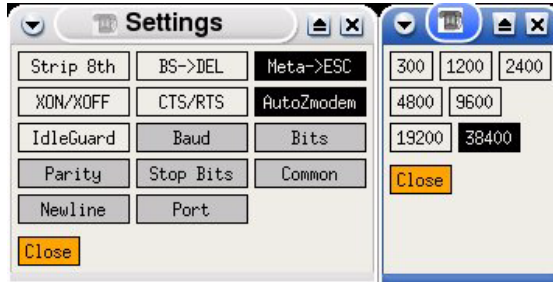 Settings
Strip 8th BS->DEL Meta->ESC
XON/XOFF CTS/RTS AutoZmodem
IdleGuard Baud Bits
Parity Stop Bits Common
Newline Port
Close
300 1200 2400
4800 9600
19200 38400
Close